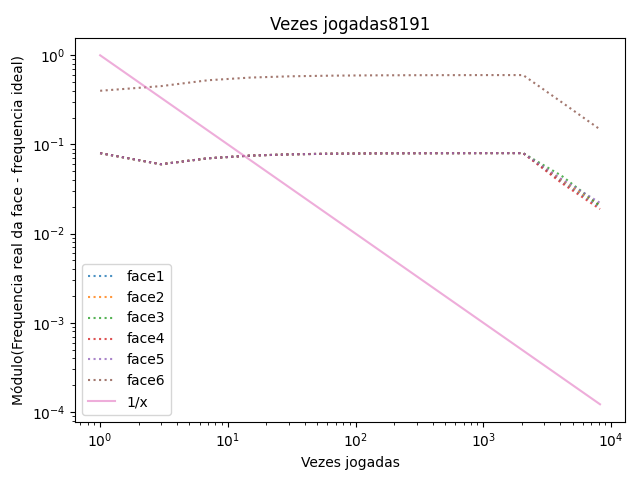 Vezes jogadas8191
Módulo(Frequencia real da face - frequencia ideal)
10⁰
10⁻¹
10⁻²
10⁻³
10⁻⁴
face1
face2
face3
face4
face5
face6
1/x
10⁰ 10¹ 10² 10³ 10⁴
Vezes jogadas